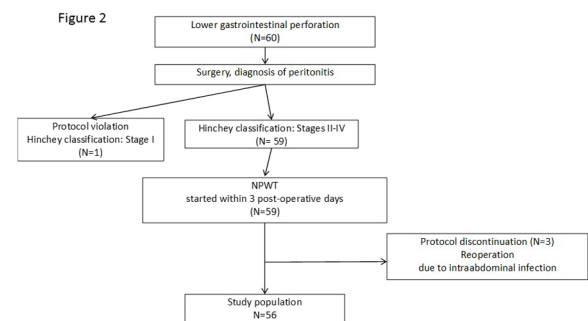 Figure 2
Lower gastrointestinal perforation
(N=60)
Surgery, diagnosis of peritonitis
Protocol violation
Hinchey classification: Stage I
(N=1)
Hinchey classification: Stages II-IV
(N= 59)
NPWT
started within 3 post-operative days
(N=59)
Protocol discontinuation (N=3)
Reoperation
due to intraabdominal infection
Study population
N=56